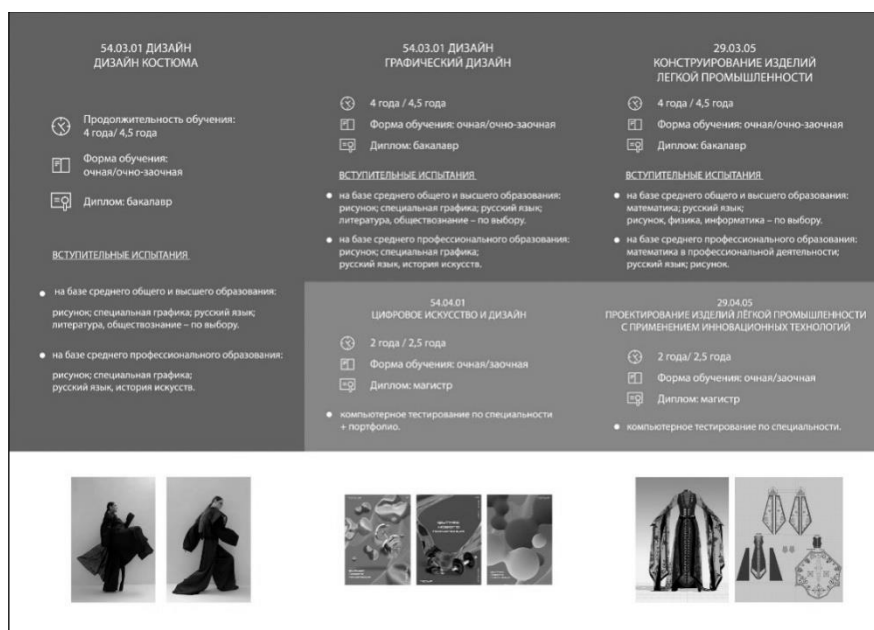 54.03.01 ДИЗАЙН
ДИЗАЙН КОСТЮМА
Продолжительность обучения:
4 года/ 4,5 года
Форма обучения:
очная/очно-заочная
Диплом: бакалавр
ВСТУПИТЕЛЬНЫЕ ИСПЫТАНИЯ
на базе среднего общего и высшего образования:
рисунок; специальная графика; русский язык;
литература, обществознание – по выбору.
на базе среднего профессионального образования:
рисунок; специальная графика;
русский язык, история искусств.
54.03.01 ДИЗАЙН
ГРАФИЧЕСКИЙ ДИЗАЙН
4 года / 4,5 года
Форма обучения: очная/очно-заочная
Диплом: бакалавр
ВСТУПИТЕЛЬНЫЕ ИСПЫТАНИЯ
на базе среднего общего и высшего образования:
рисунок; специальная графика; русский язык;
литература, обществознание – по выбору.
на базе среднего профессионального образования:
рисунок; специальная графика;
русский язык, история искусств.
54.04.01
ЦИФРОВОЕ ИСКУССТВО И ДИЗАЙН
2 года / 2,5 года
Форма обучения: очная/заочная
Диплом: магистр
компьютерное тестирование по специальности
+ портфолио.
29.03.05
КОНСТРУИРОВАНИЕ ИЗДЕЛИЙ
ЛЕГКОЙ ПРОМЫШЛЕННОСТИ
4 года / 4,5 года
Форма обучения: очная/очно-заочная
Диплом: бакалавр
ВСТУПИТЕЛЬНЫЕ ИСПЫТАНИЯ
на базе среднего общего и высшего образования:
математика; русский язык;
рисунок, физика, информатика – по выбору.
на базе среднего профессионального образования:
математика в профессиональной деятельности;
русский язык; рисунок.
29.04.05
ПРОЕКТИРОВАНИЕ ИЗДЕЛИЙ ЛЁГКОЙ ПРОМЫШЛЕННОСТИ
С ПРИМЕНЕНИЕМ ИННОВАЦИОННЫХ ТЕХНОЛОГИЙ
2 года/ 2,5 года
Форма обучения: очная/заочная
Диплом: магистр
компьютерное тестирование по специальности.